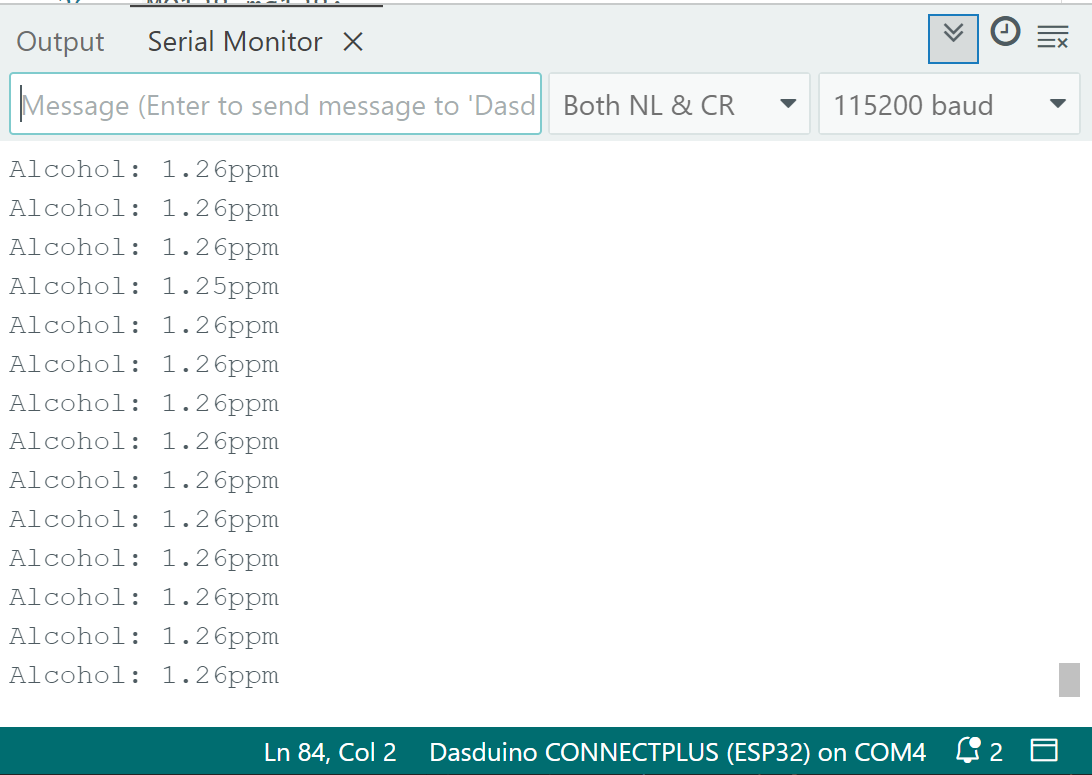 Output Serial Monitor
Message (Enter to send message to 'Dasd Both NL & CR 115200 baud
Alcohol: 1.26ppm
Alcohol: 1.26ppm
Alcohol: 1.26ppm
Alcohol: 1.25ppm
Alcohol: 1.26ppm
Alcohol: 1.26ppm
Alcohol: 1.26ppm
Alcohol: 1.26ppm
Alcohol: 1.26ppm
Alcohol: 1.26ppm
Alcohol: 1.26ppm
Alcohol: 1.26ppm
Alcohol: 1.26ppm
Alcohol: 1.26ppm
Ln 84, Col 2 Dasduino CONNECTPLUS (ESP32) on COM4 2